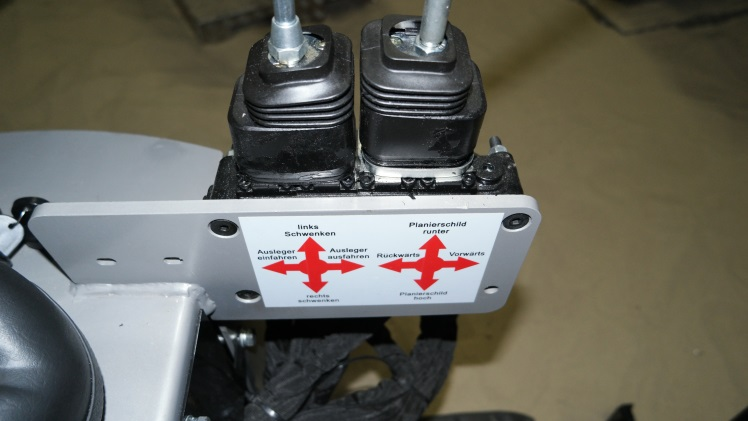 links
Schwenken
Ausleger
einfahren
Ausleger
ausfahren
rechts
schwenken
Planierschild
runter
Rückwärts
Vorwärts
Planierschild
hoch